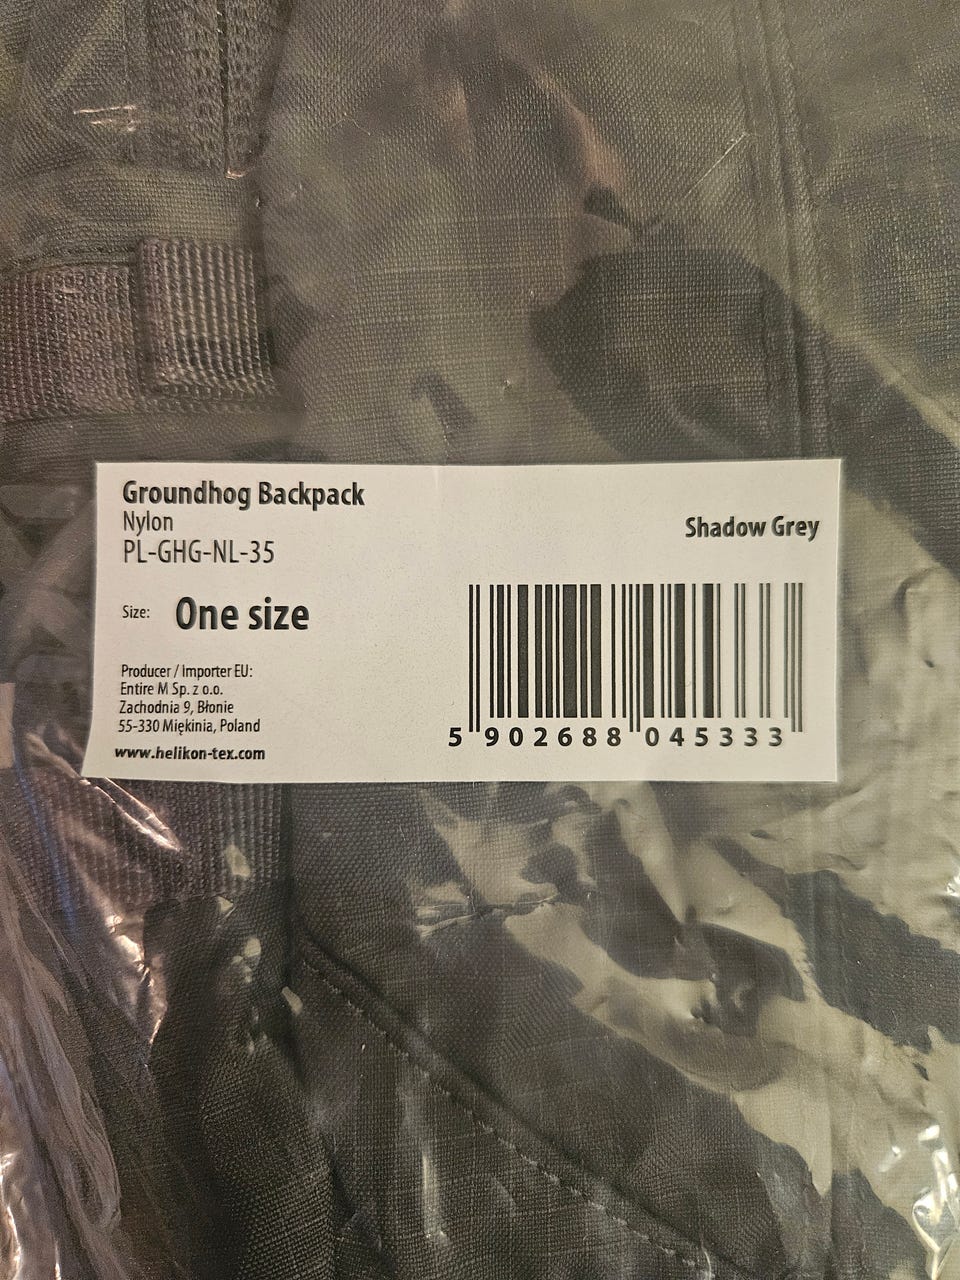 Groundhog Backpack
Nylon
PL-GHG-NL-35
Shadow Grey
Size: One size
Producer / Importer EU:
Entire M Sp. z o.o.
Zachodnia 9, Błonie
55-330 Miękinia, Poland
www.helikon-tex.com
5 902688 045333